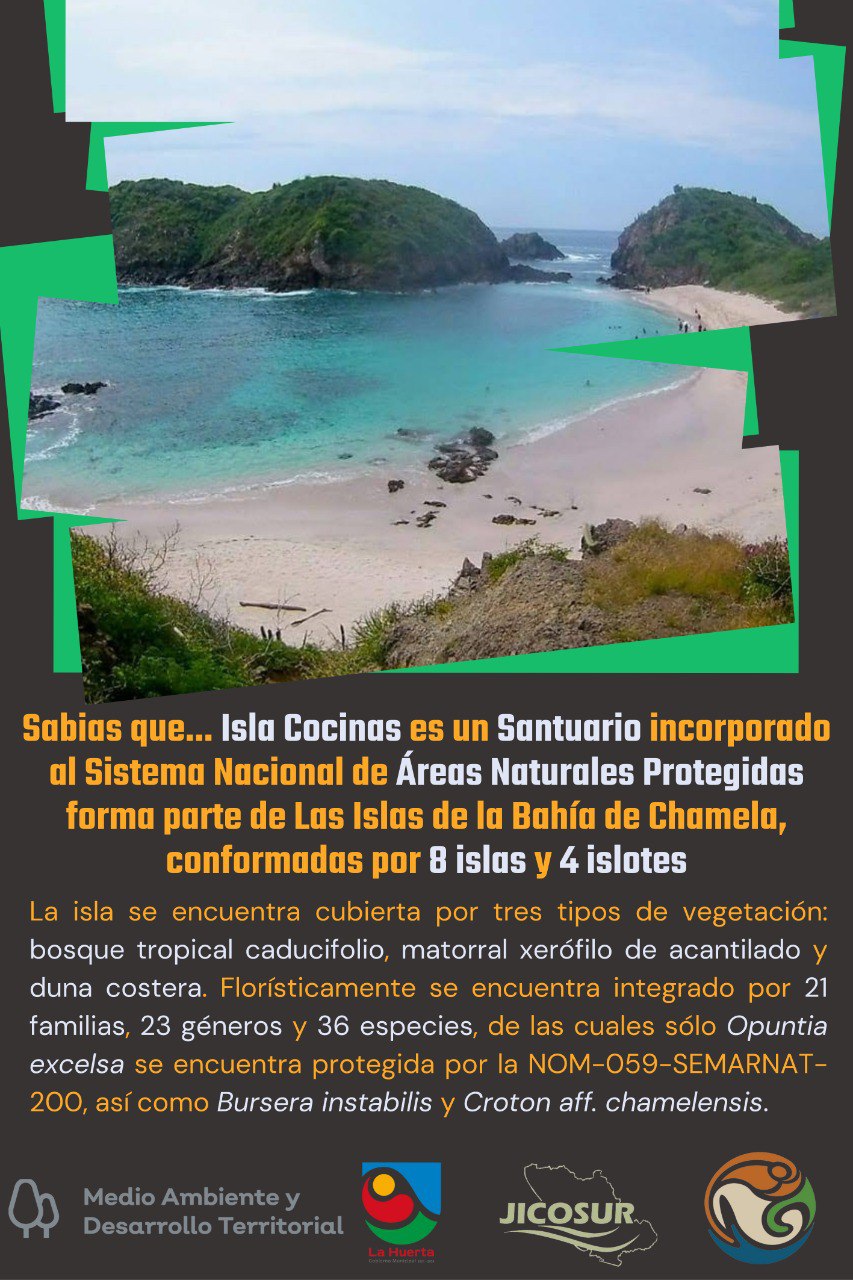 Sabias que... Isla Cocinas es un Santuario incorporado
al Sistema Nacional de Áreas Naturales Protegidas
forma parte de Las Islas de la Bahía de Chamela,
conformadas por 8 islas y 4 islotes
La isla se encuentra cubierta por tres tipos de vegetación:
bosque tropical caducifolio, matorral xerófilo de acantilado y
duna costera. Florísticamente se encuentra integrado por 21
familias, 23 géneros y 36 especies, de las cuales sólo Opuntia
excelsa se encuentra protegida por la NOM-059-SEMARNAT-
200, así como Bursera instabilis y Croton aff. chamelensis.
Medio Ambiente y
Desarrollo Territorial
La Huerta
JICOSUR